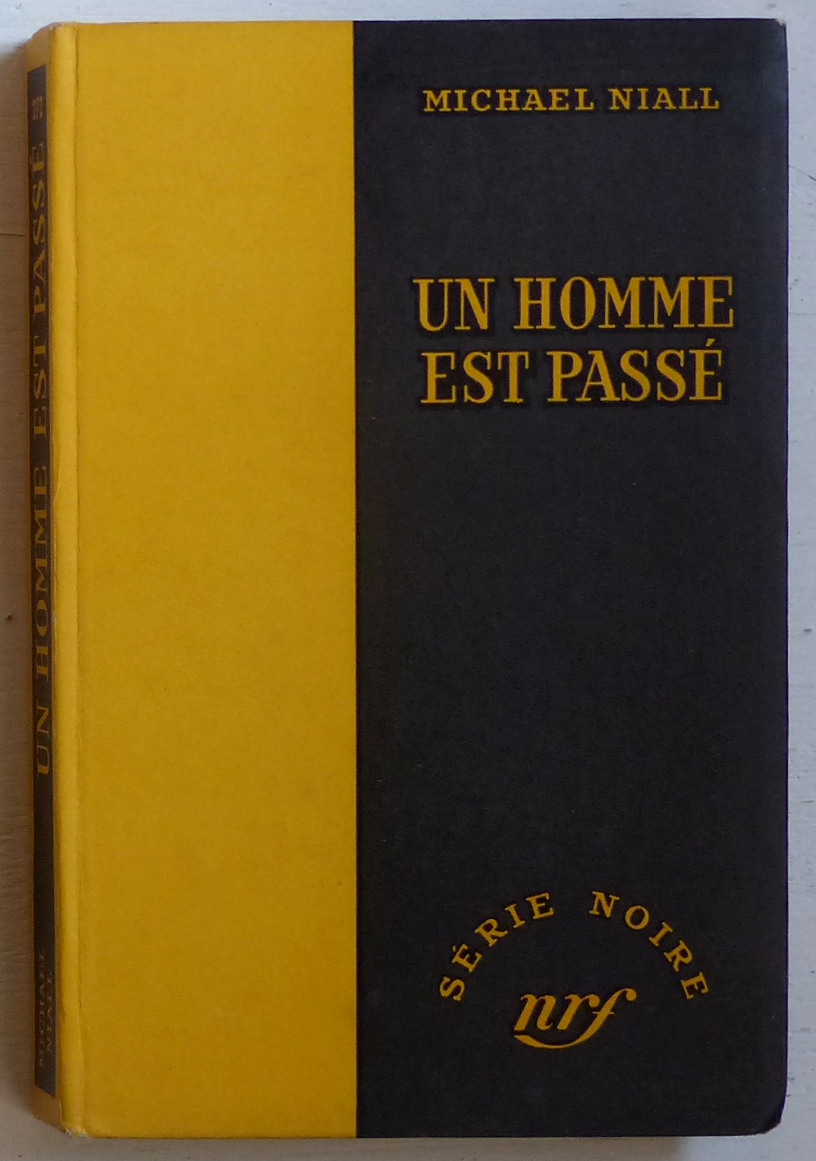 MICHAEL NIALL
UN HOMME
EST PASSÉ
SÉRIE NOIRE
nrf
UN HOMME EST PASSÉ
MICHAEL
NIALL